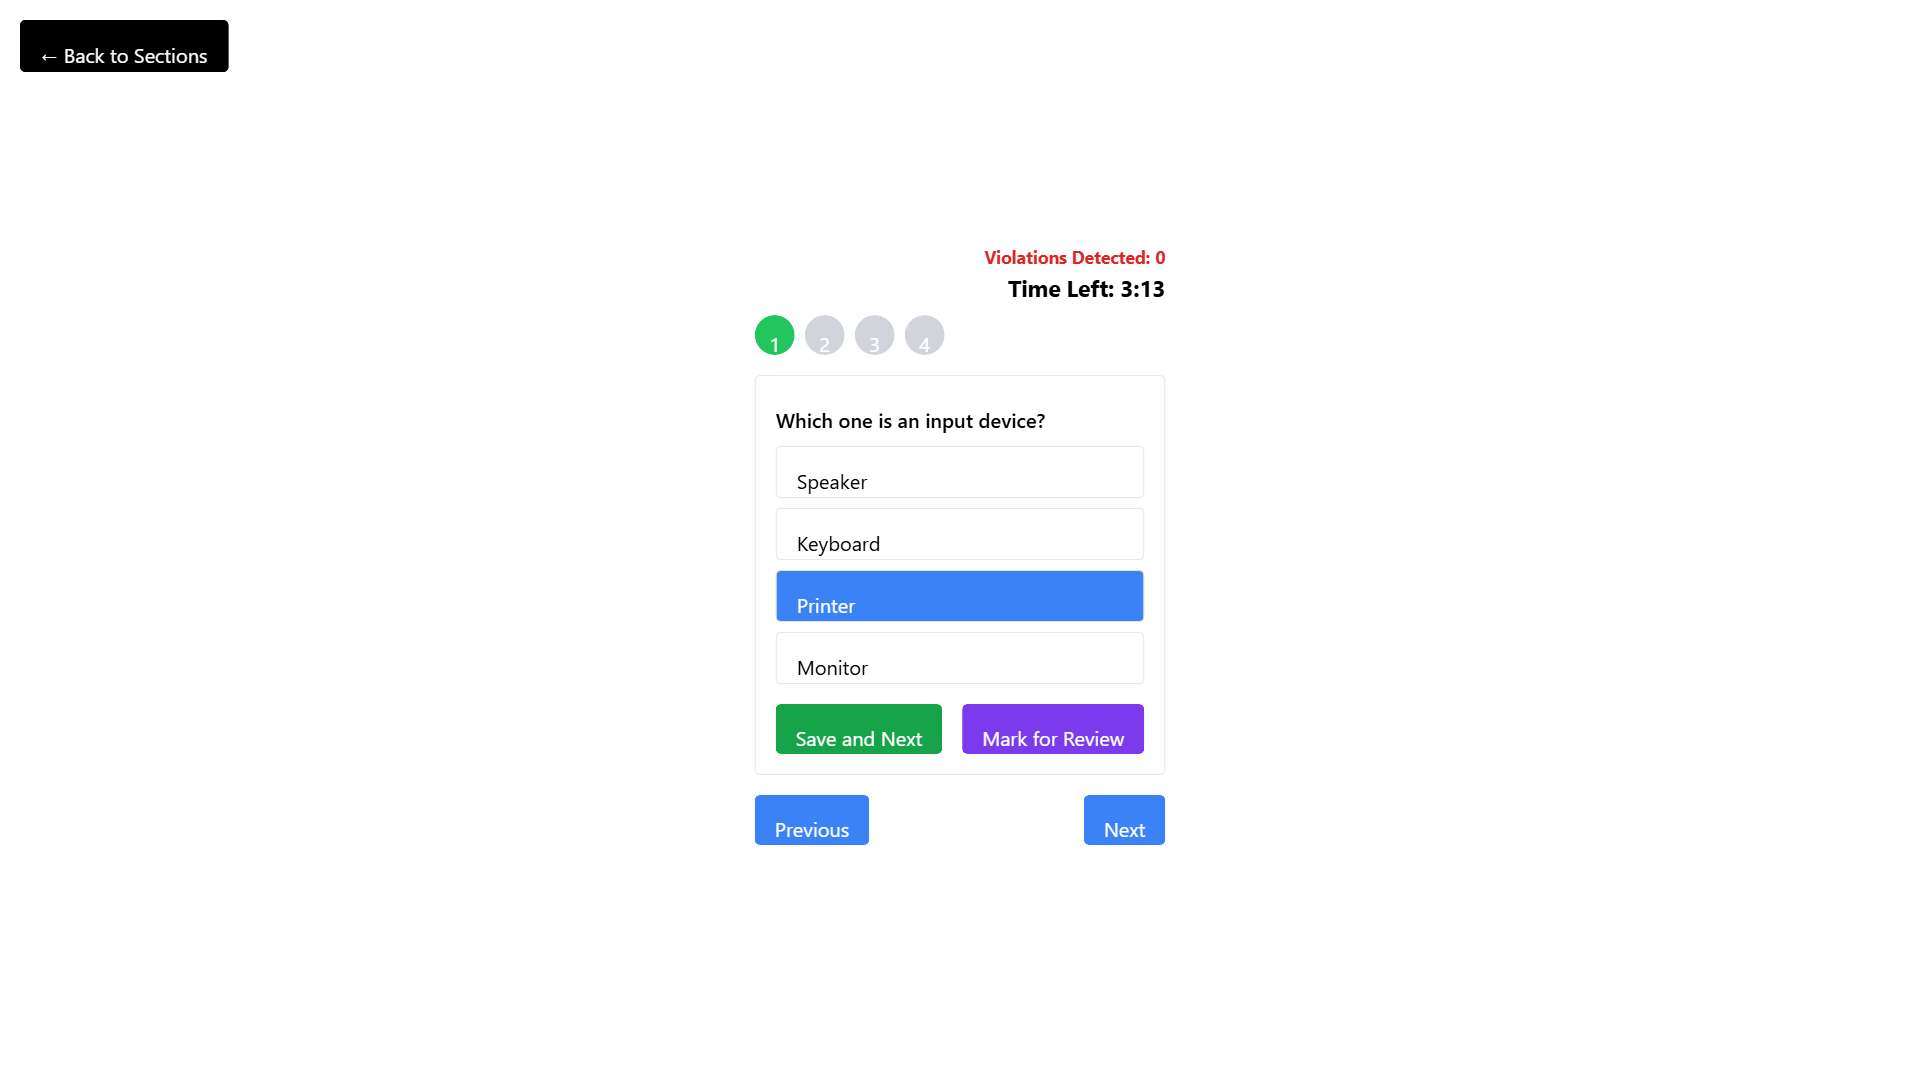 ← Back to Sections
Violations Detected: 0
Time Left: 3:13
1 2 3 4
Which one is an input device?
Speaker
Keyboard
Printer
Monitor
Save and Next Mark for Review
Previous Next